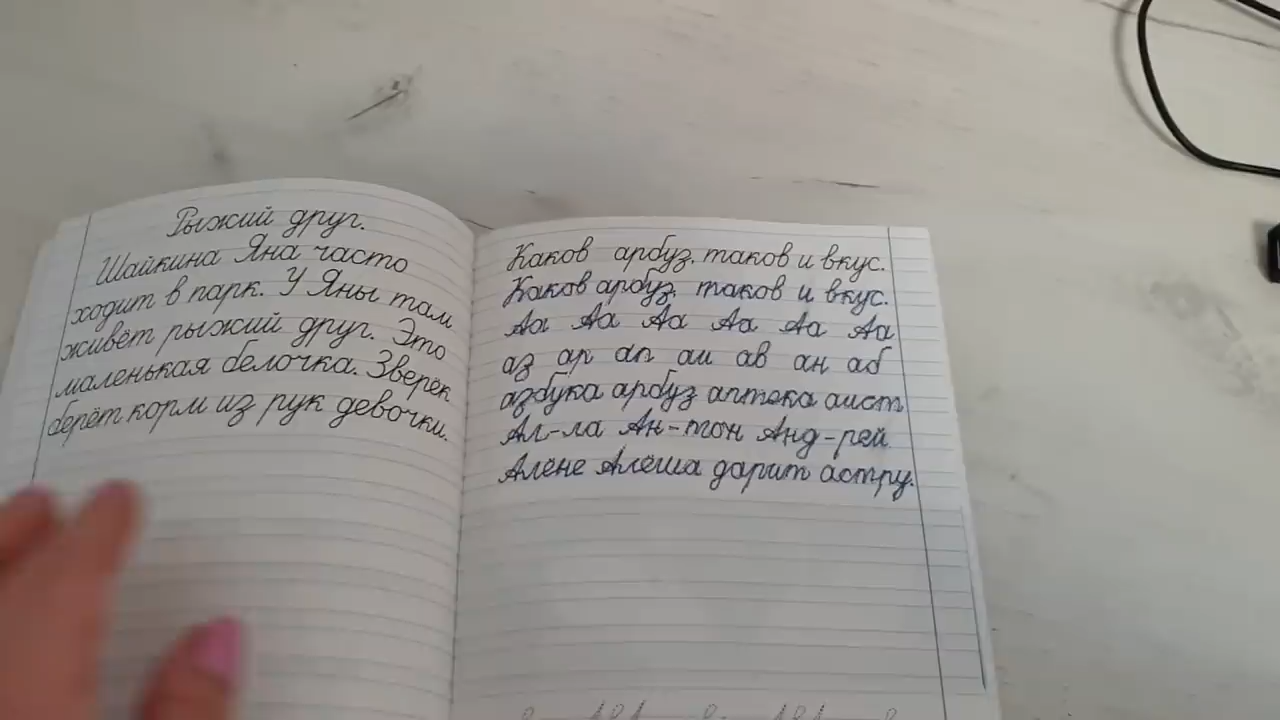 Рыжий друг.
Шайкина Яна часто
ходит в парк. У Яны там
живёт рыжий друг. Это
маленькая белочка. Зверёк
берёт корм из рук девочки.
Каков арбуз, таков и вкус.
Каков арбуз, таков и вкус.
Аа Аа Аа Аа Аа Аа
аз ар ап аи ав ан аб
азбука арбуз аптека аист
Ал-ла Ан-тон Анд-рей
Алёне Алёша дарит астру.